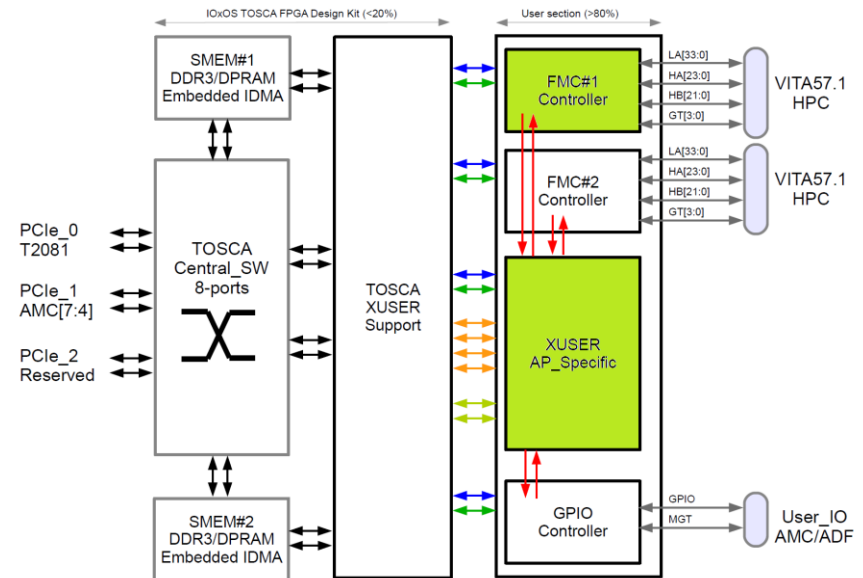 IOxOS TOSCA FPGA Design Kit (<20%)
User section (>80%)
SMEM#1
DDR3/DPRAM
Embedded IDMA
FMC#1
Controller
LA[33:0]
HA[23:0]
HB[21:0]
GT[3:0]
VITA57.1
HPC
FMC#2
Controller
LA[33:0]
HA[23:0]
HB[21:0]
GT[3:0]
VITA57.1
HPC
PCIe_0
T2081
PCIe_1
AMC[7:4]
PCIe_2
Reserved
TOSCA
Central_SW
8-ports
TOSCA
XUSER
Support
XUSER
AP_Specific
SMEM#2
DDR3/DPRAM
Embedded IDMA
GPIO
Controller
GPIO
MGT
User_IO
AMC/ADF